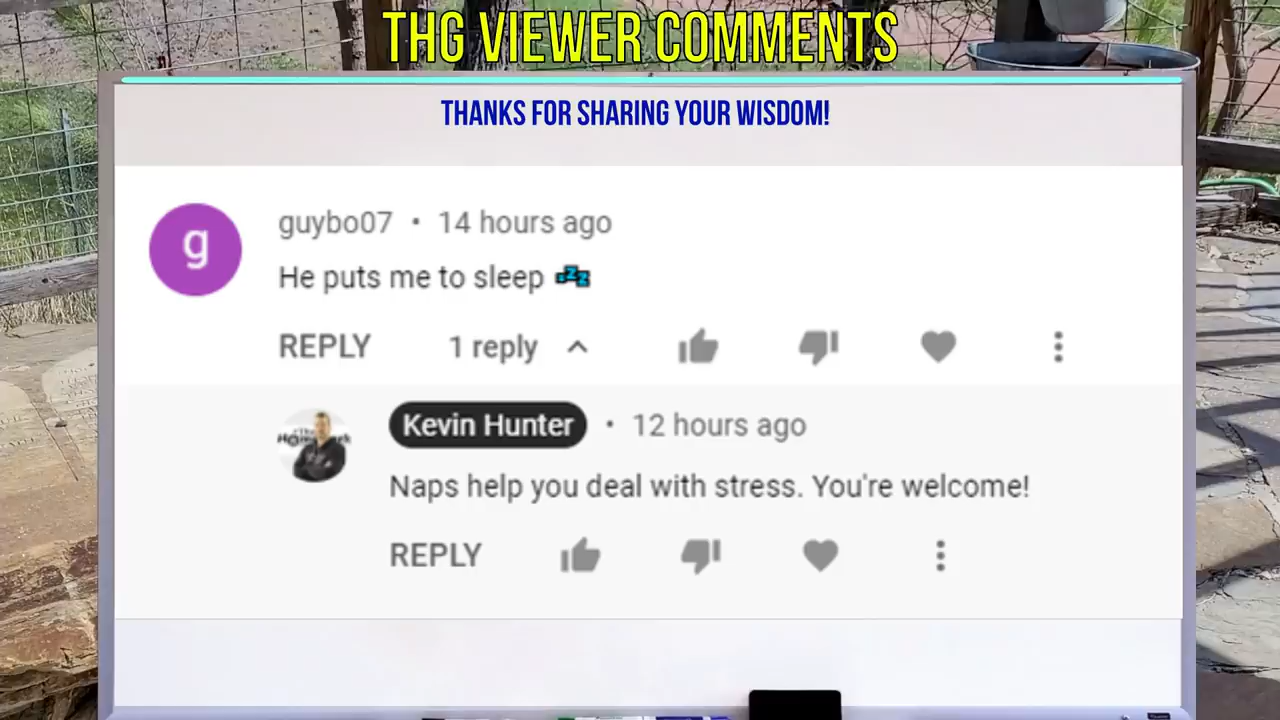 THG VIEWER COMMENTS
THANKS FOR SHARING YOUR WISDOM!
g
guybo07 • 14 hours ago
He puts me to sleep 💤
REPLY 1 reply
Kevin Hunter • 12 hours ago
Naps help you deal with stress. You're welcome!
REPLY